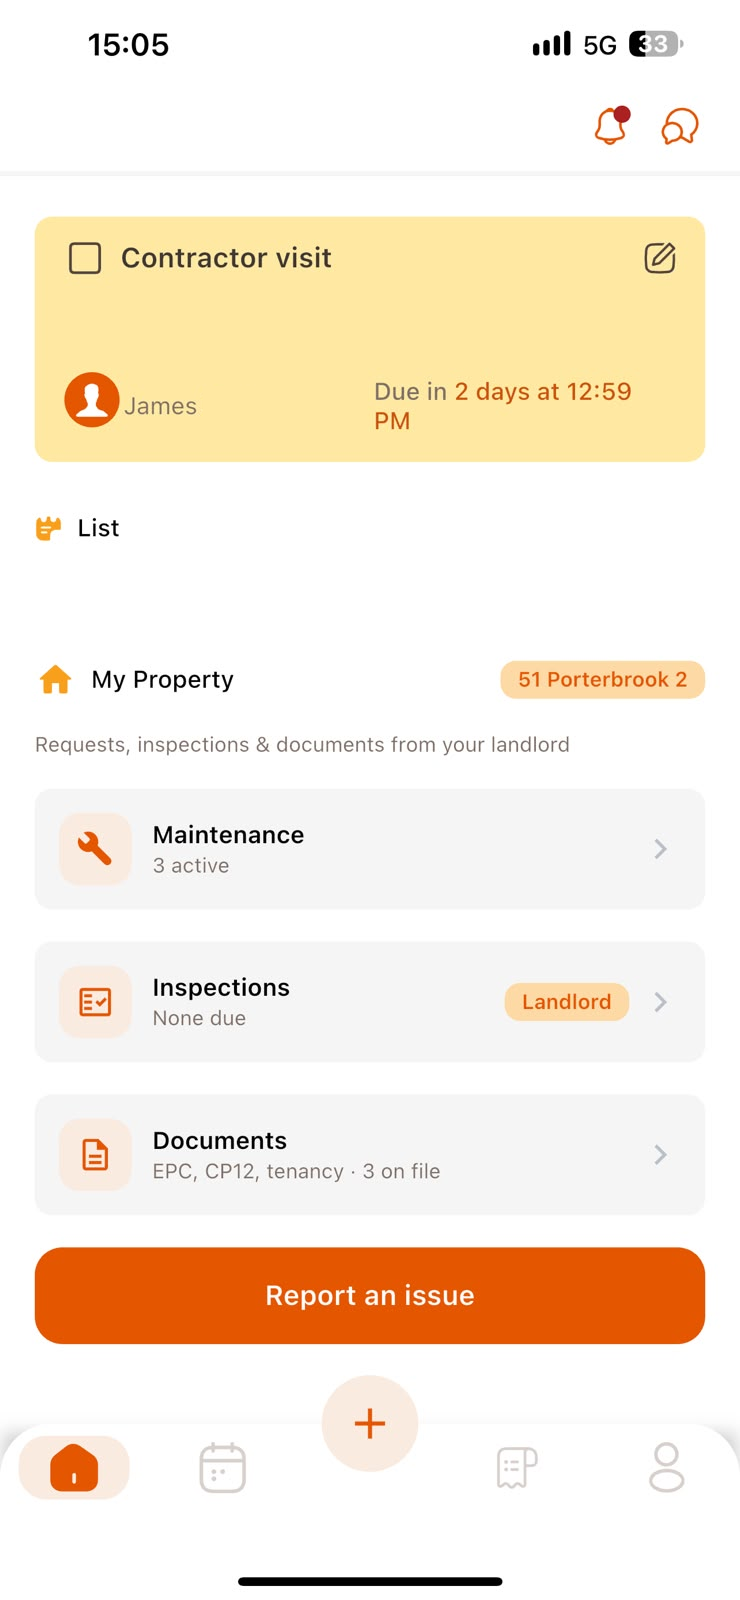 15:05
5G 33
Contractor visit
James
Due in 2 days at 12:59
PM
List
My Property
51 Porterbrook 2
Requests, inspections & documents from your landlord
Maintenance
3 active
Inspections
None due
Landlord
Documents
EPC, CP12, tenancy · 3 on file
Report an issue